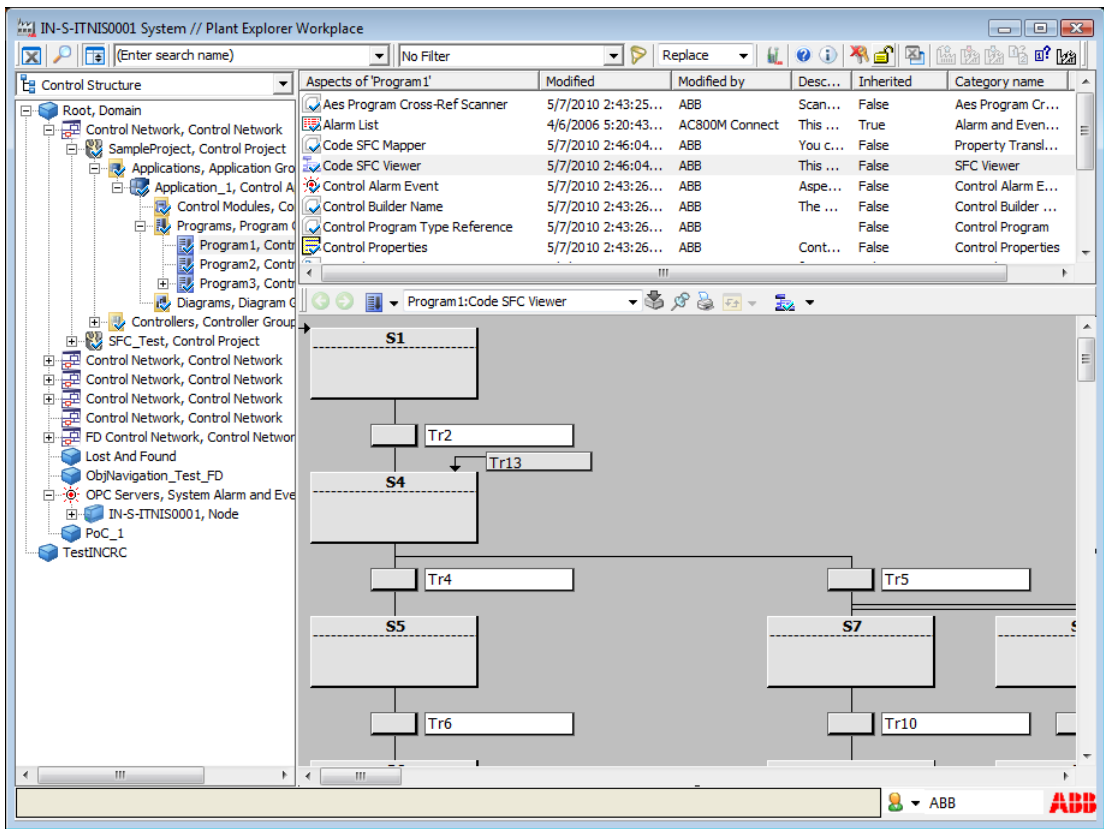 IN-S-ITNIS0001 System // Plant Explorer Workplace
(Enter search name) No Filter Replace
Control Structure
Root, Domain
Control Network, Control Network
SampleProject, Control Project
Applications, Application Gro
Application_1, Control A
Control Modules, Co
Programs, Program
Program1, Contr
Program2, Contr
Program3, Contr
Diagrams, Diagram G
Controllers, Controller Group
SFC_Test, Control Project
Control Network, Control Network
Control Network, Control Network
Control Network, Control Network
Control Network, Control Network
FD Control Network, Control Networ
Lost And Found
ObjNavigation_Test_FD
OPC Servers, System Alarm and Eve
IN-S-ITNIS0001, Node
PoC_1
TestINCRC
Aspects of 'Program1' Modified Modified by Desc... Inherited Category name
Aes Program Cross-Ref Scanner 5/7/2010 2:43:25... ABB Scan... False Aes Program Cr...
Alarm List 4/6/2006 5:20:43... AC800M Connect This ... True Alarm and Even...
Code SFC Mapper 5/7/2010 2:46:04... ABB You c... False Property Transl...
Code SFC Viewer 5/7/2010 2:46:04... ABB This ... False SFC Viewer
Control Alarm Event 5/7/2010 2:43:26... ABB Aspe... False Control Alarm E...
Control Builder Name 5/7/2010 2:43:26... ABB The ... False Control Builder ...
Control Program Type Reference 5/7/2010 2:43:26... ABB False Control Program
Control Properties 5/7/2010 2:43:26... ABB Cont... False Control Properties
Program1:Code SFC Viewer
S1
Tr2
Tr13
S4
Tr4 Tr5
S5 S7
Tr6 Tr10
ABB ABB